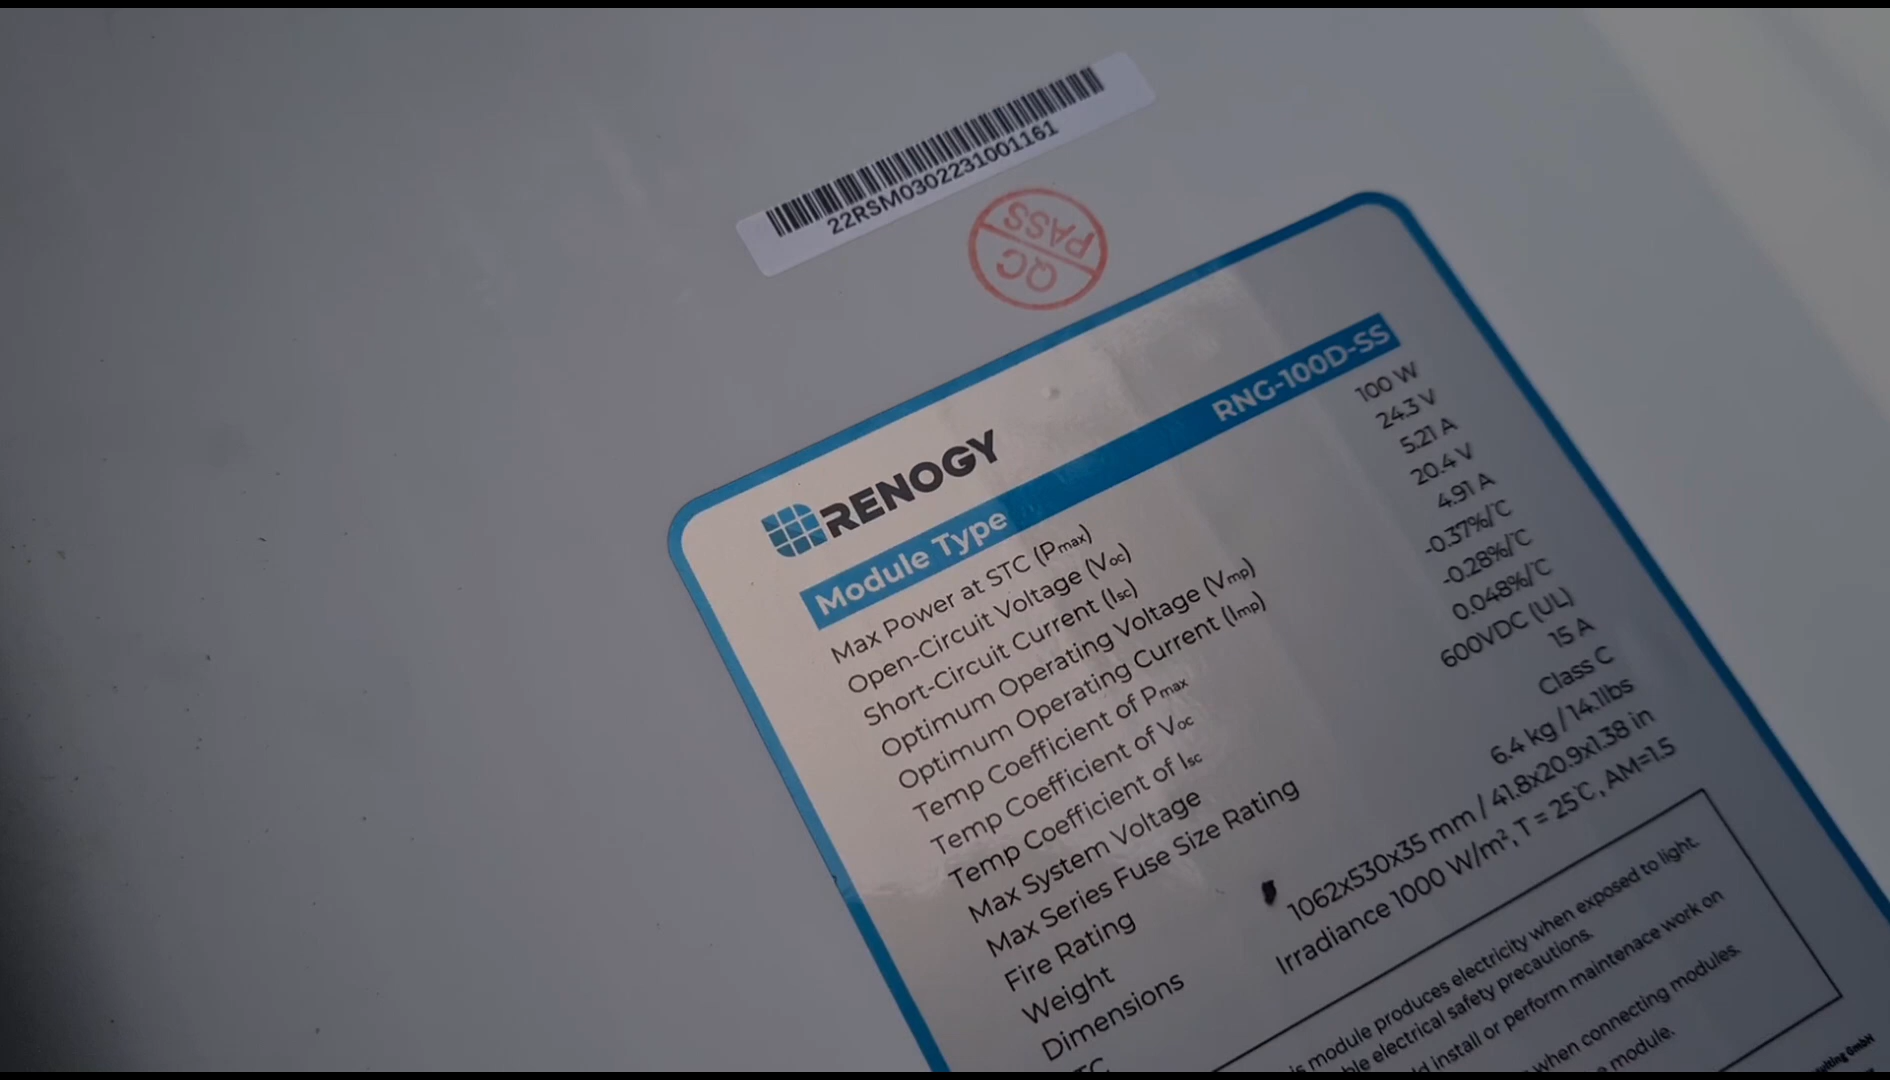 22RSM0302231001161
QC
PASS
RENOGY
Module Type RNG-100D-SS
Max Power at STC (Pmax) 100 W
Open-Circuit Voltage (Voc) 24.3 V
Short-Circuit Current (Isc) 5.21 A
Optimum Operating Voltage (Vmp) 20.4 V
Optimum Operating Current (Imp) 4.91 A
Temp Coefficient of Pmax -0.37%/℃
Temp Coefficient of Voc -0.28%/℃
Temp Coefficient of Isc 0.048%/℃
Max System Voltage 600VDC (UL)
Max Series Fuse Size Rating 15 A
Fire Rating Class C
Weight 6.4 kg / 14.1lbs
Dimensions 1062x530x35 mm / 41.8x20.9x1.38 in
TC Irradiance 1000 W/m², T = 25℃, AM=1.5
module produces electricity when exposed to light.
electrical safety precautions.
install or perform maintenace work on
when connecting modules.
module.
GmbH